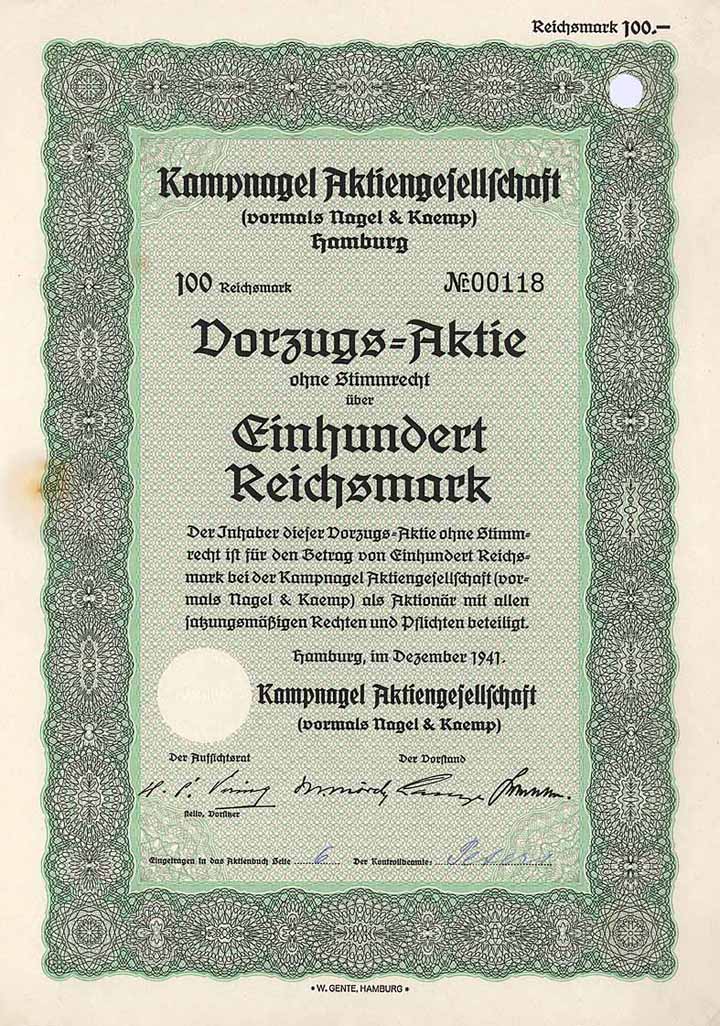 Reichsmark 100.—
Kampnagel Aktiengesellschaft
(vormals Nagel & Kaemp)
Hamburg
100 Reichsmark № 00118
Vorzugs=Aktie
ohne Stimmrecht
über
Einhundert
Reichsmark
Der Inhaber dieser Vorzugs=Aktie ohne Stimm=
recht ist für den Betrag von Einhundert Reichs=
mark bei der Kampnagel Aktiengesellschaft (vor=
mals Nagel & Kaemp) als Aktionär mit allen
satzungsmäßigen Rechten und Pflichten beteiligt.
Hamburg, im Dezember 1941.
Kampnagel Aktiengesellschaft
(vormals Nagel & Kaemp)
Der Aufsichtsrat Der Vorstand
stellv. Vorsitzer
Eingetragen in das Aktienbuch Seite 6 Der Kontrollbeamte:
• W. GENTE, HAMBURG •